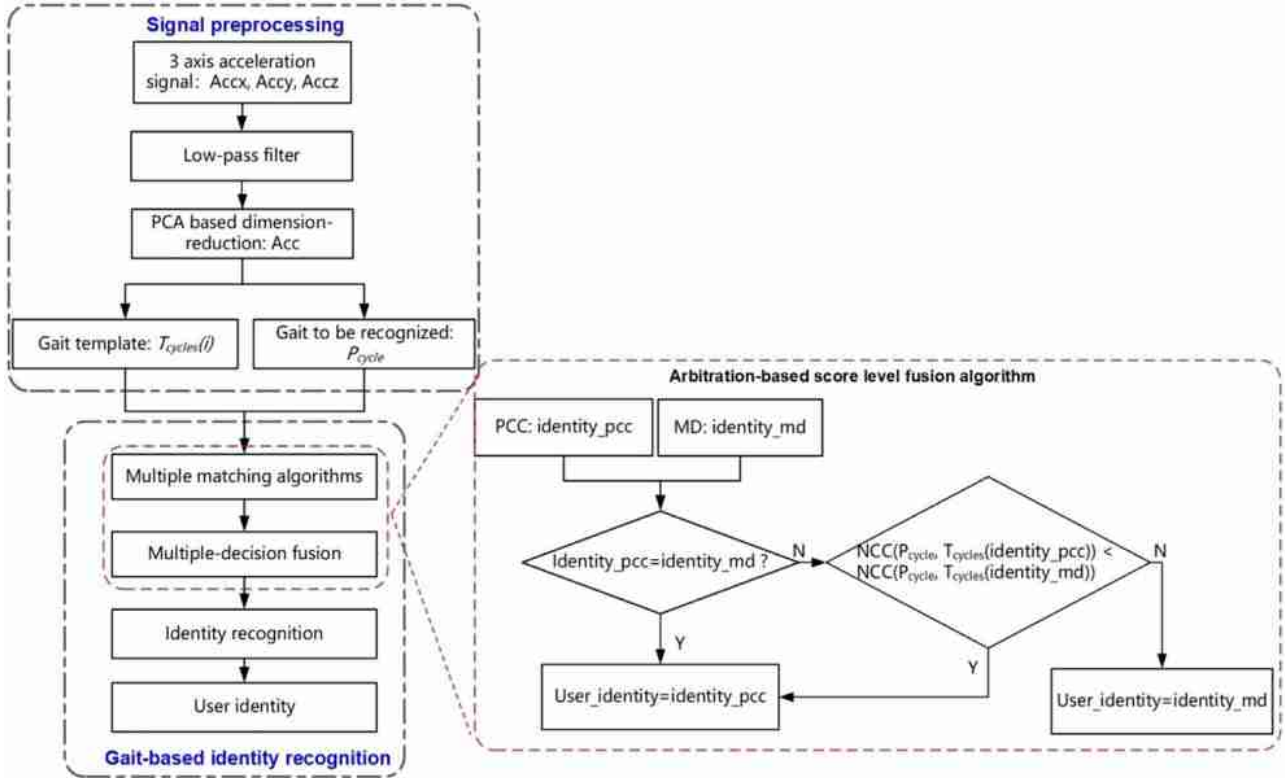 Signal preprocessing
3 axis acceleration
signal: Accx, Accy, Accz
Low-pass filter
PCA based dimension-
reduction: Acc
Gait template: Tcycles(i)
Gait to be recognized:
Pcycle
Multiple matching algorithms
Multiple-decision fusion
Identity recognition
User identity
Gait-based identity recognition
Arbitration-based score level fusion algorithm
PCC: identity_pcc
MD: identity_md
Identity_pcc=identity_md ?
N
NCC(Pcycle, Tcycles(identity_pcc)) <
NCC(Pcycle, Tcycles(identity_md))
N
Y
Y
User_identity=identity_pcc
User_identity=identity_md